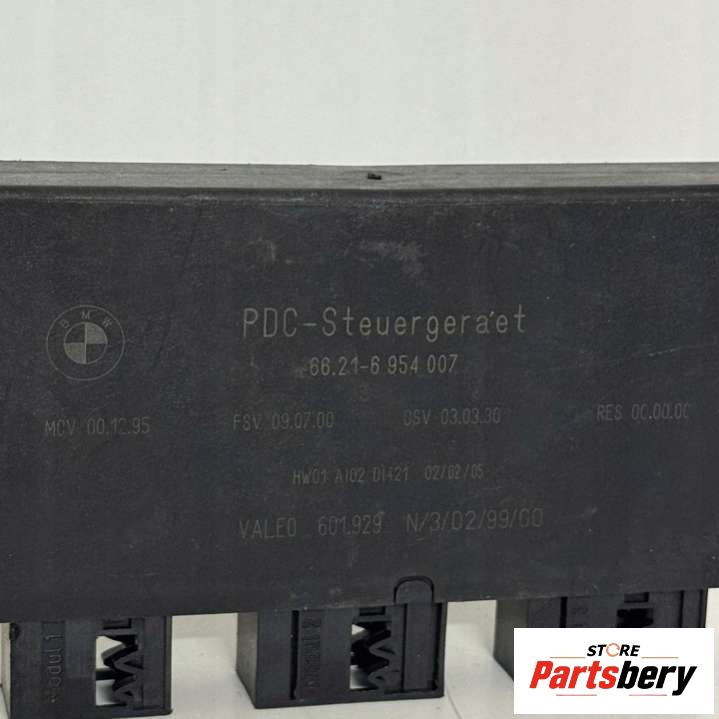 BMW
PDC-Steuergeraet
66.21-6 954 007
MCV 00.12.95 FSV 09.07.00 OSV 03.03.30 RES 00.00.00
HW01 A102 D1421 02/02/05
VALEO 601.929 N/3/D2/99/00
STORE
Partsbery